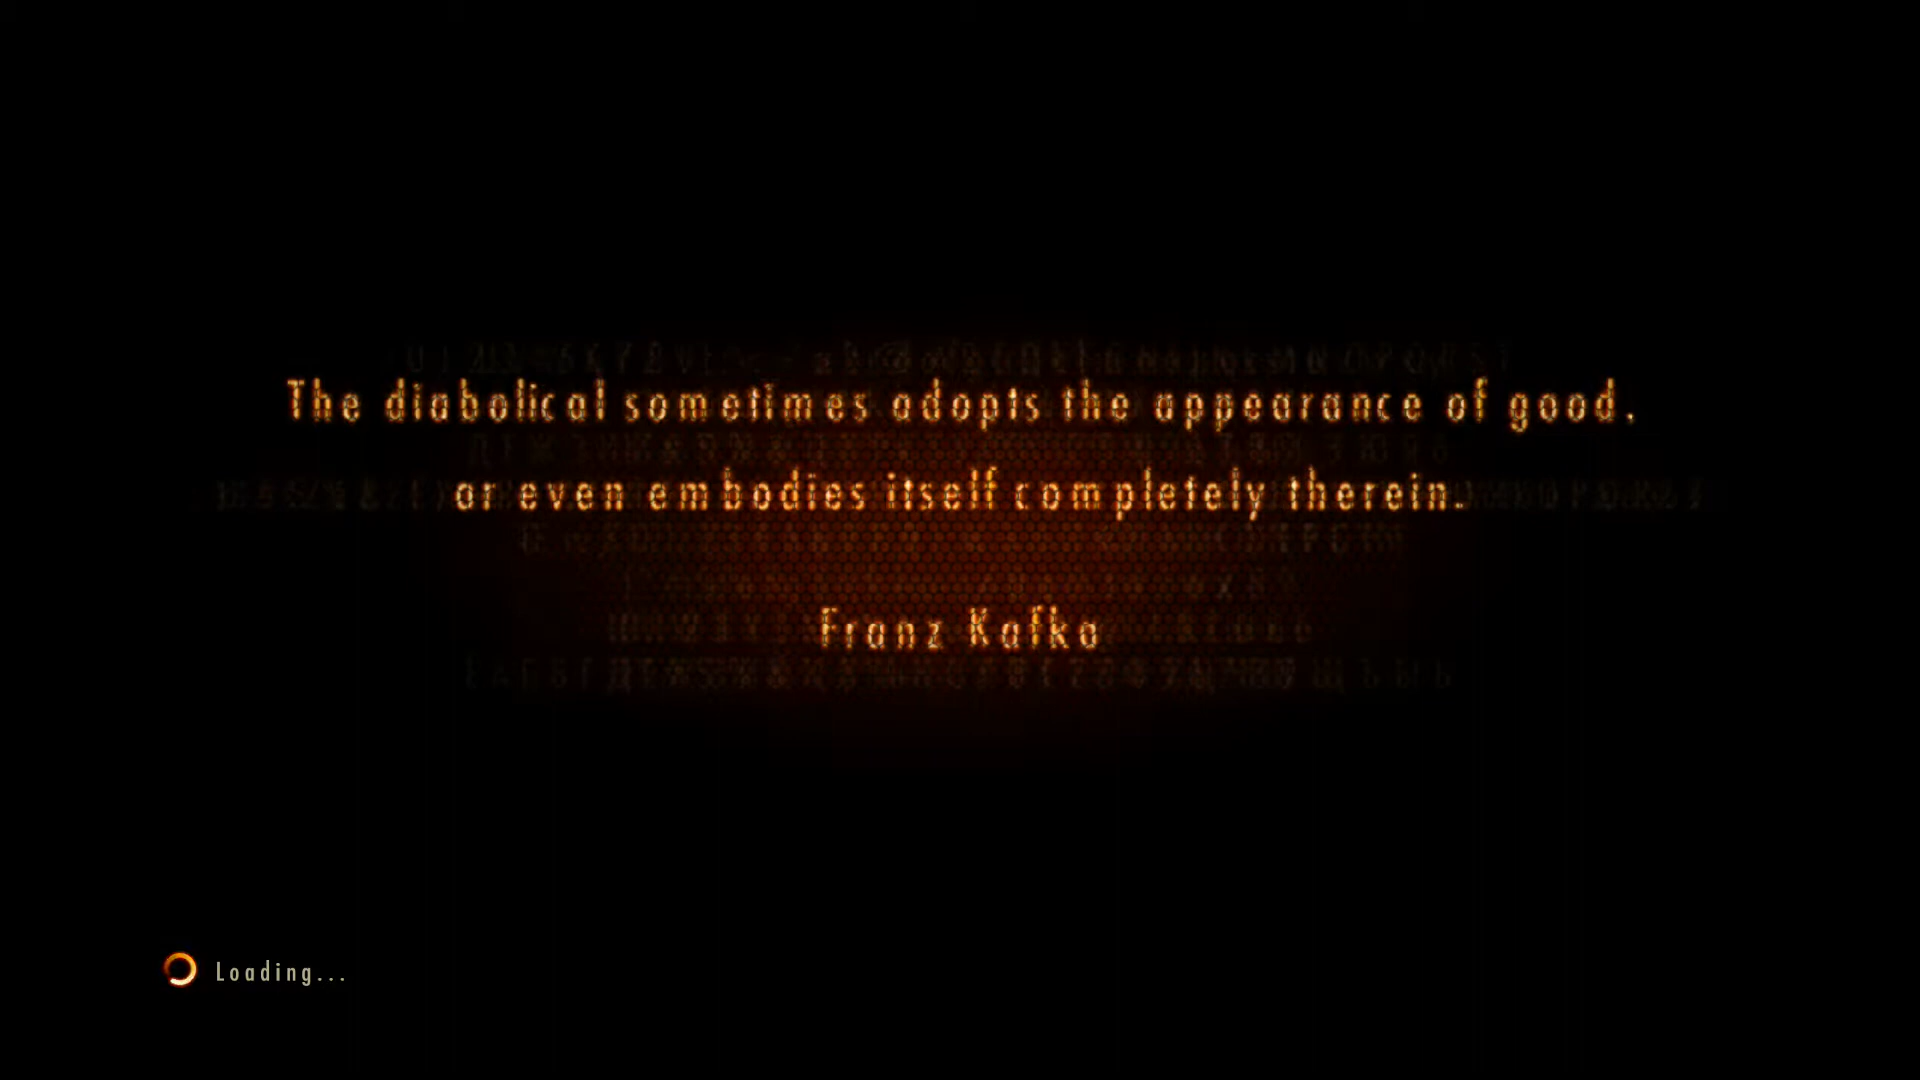 The diabolical sometimes adopts the appearance of good,
or even embodies itself completely therein.
Franz Kafka
Loading...